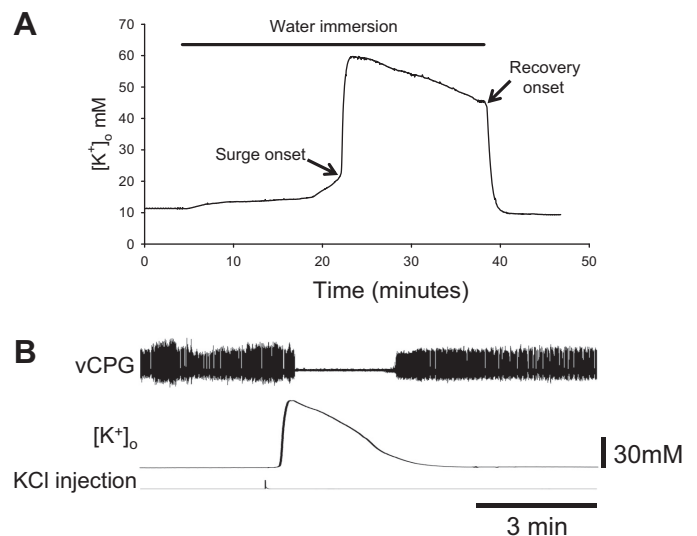 A
Water immersion
70
60
50
40
30
20
10
0
[K+]o mM
Surge onset
Recovery
onset
0 10 20 30 40 50
Time (minutes)
B
vCPG
[K+]o
30mM
KCl injection
3 min